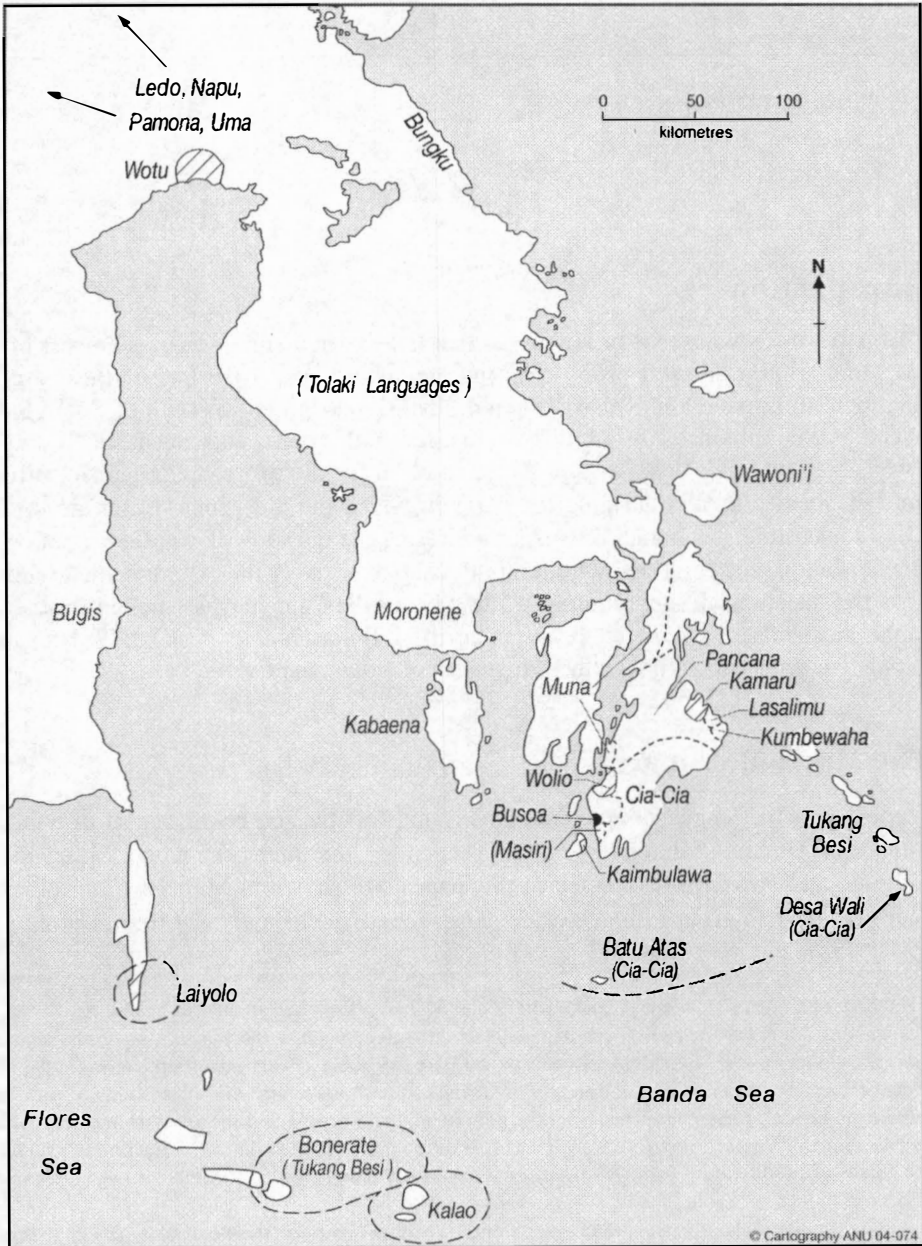 Ledo, Napu,
Pamona, Uma
0 50 100
kilometres
Bungku
Wotu
N
( Tolaki Languages )
Wawoni'i
Bugis
Moronene
Pancana
Muna
Kamaru
Kabaena
Lasalimu
Kumbewaha
Wolio
Cia-Cia
Busoa
Tukang
Besi
(Masiri)
Kaimbulawa
Desa Wali
(Cia-Cia)
Batu Atas
(Cia-Cia)
Laiyolo
Banda Sea
Flores
Sea
Bonerate
( Tukang Besi )
Kalao
© Cartography ANU 04-074